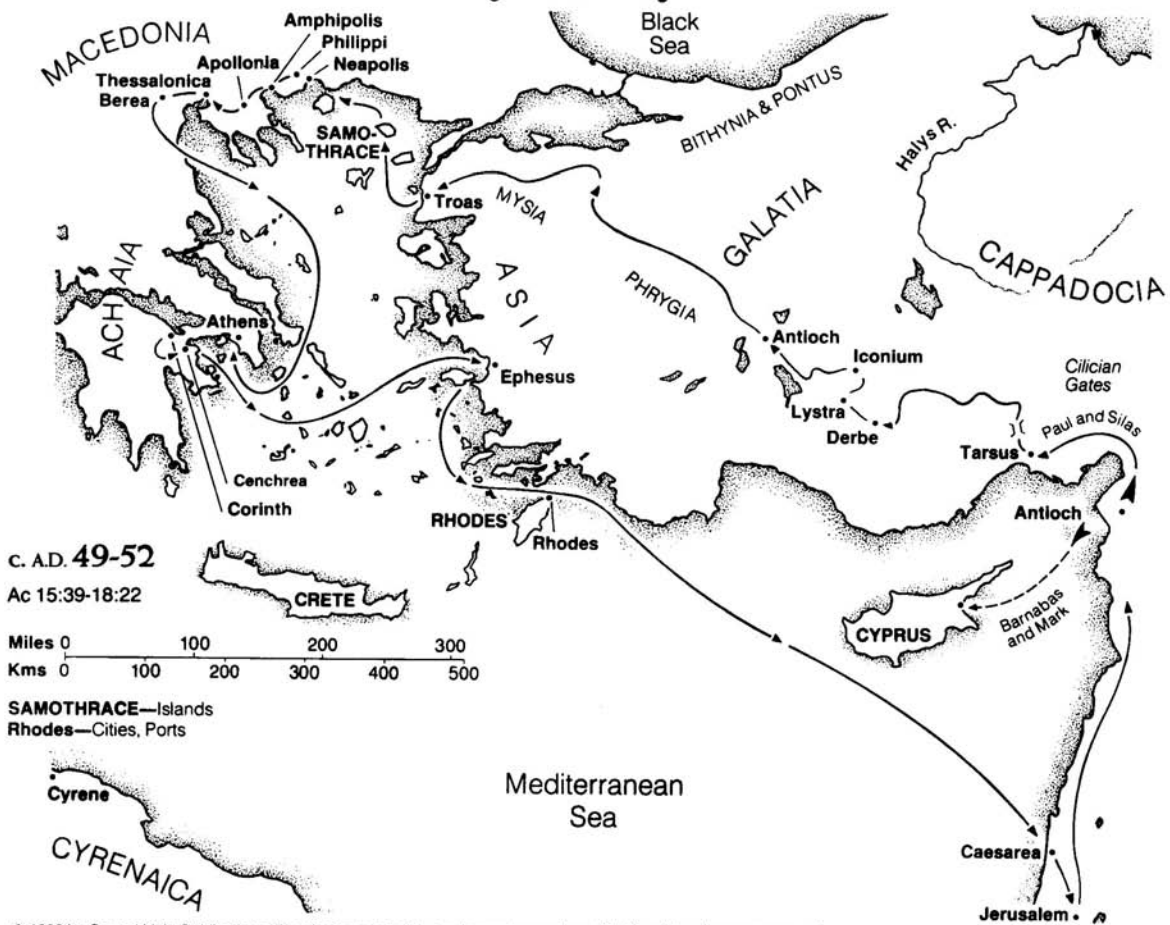 Amphipolis
Black
Sea
MACEDONIA
Philippi
Apollonia
Neapolis
Thessalonica
Berea
SAMO-
THRACE
BITHYNIA & PONTUS
Halys R.
Troas
MYSIA
GALATIA
CAPPADOCIA
ASIA
PHRYGIA
ACHAIA
Athens
Antioch
Iconium
Ephesus
Cilician
Gates
Lystra
Derbe
Paul and Silas
Tarsus
Cenchrea
Corinth
RHODES
Rhodes
Antioch
c. A.D. 49-52
Ac 15:39-18:22
CRETE
CYPRUS
Barnabas
and Mark
Miles 0 100 200 300
Kms 0 100 200 300 400 500
SAMOTHRACE—Islands
Rhodes—Cities, Ports
Mediterranean
Sea
Cyrene
CYRENAICA
Caesarea
Jerusalem